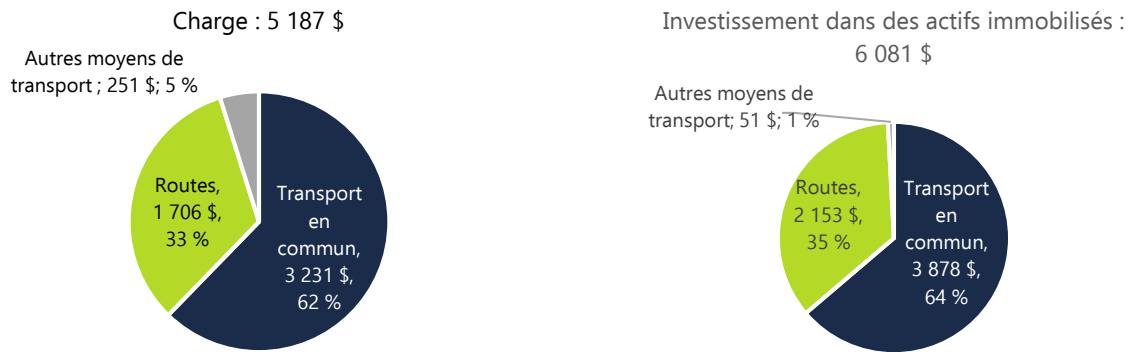 Charge : 5 187 $
Autres moyens de
transport ; 251 $; 5 %
Routes,
1 706 $,
33 %
Transport
en
commun,
3 231 $,
62 %
Investissement dans des actifs immobilisés :
6 081 $
Autres moyens de
transport; 51 $; 1 %
Routes,
2 153 $,
35 %
Transport
en
commun,
3 878 $,
64 %